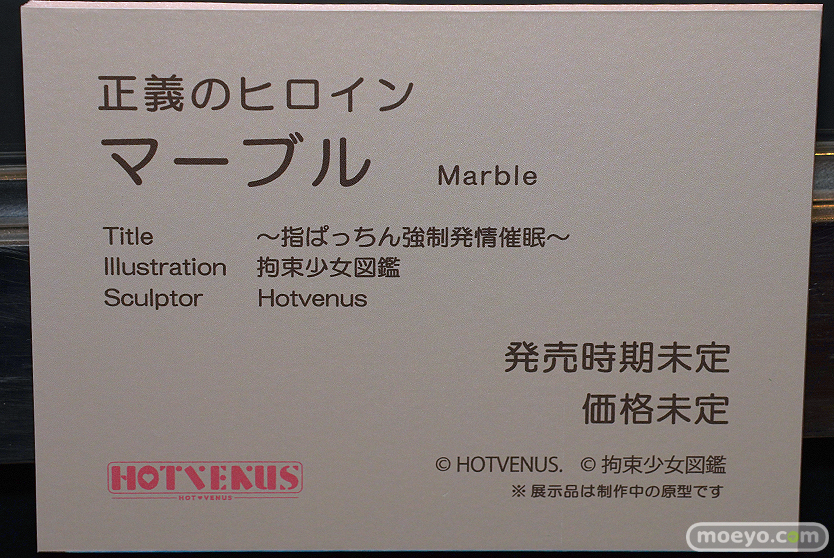 正義のヒロイン
マーブル Marble
Title ～指ぱっちん強制発情催眠～
Illustration 拘束少女図鑑
Sculptor Hotvenus
発売時期未定
価格未定
© HOTVENUS. © 拘束少女図鑑
※展示品は制作中の原型です
HOTVENUS
HOT♥VENUS
moeyo.com